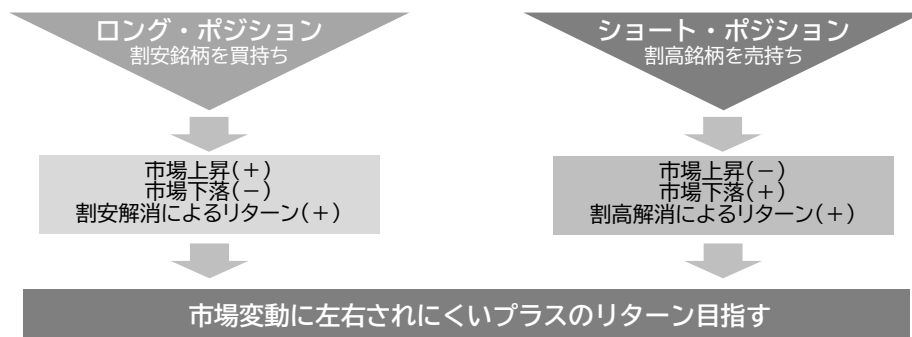 ロング・ポジション
割安銘柄を買持ち
市場上昇(+)
市場下落(-)
割安解消によるリターン(+)
ショート・ポジション
割高銘柄を売持ち
市場上昇(-)
市場下落(+)
割高解消によるリターン(+)
市場変動に左右されにくいプラスのリターン目指す